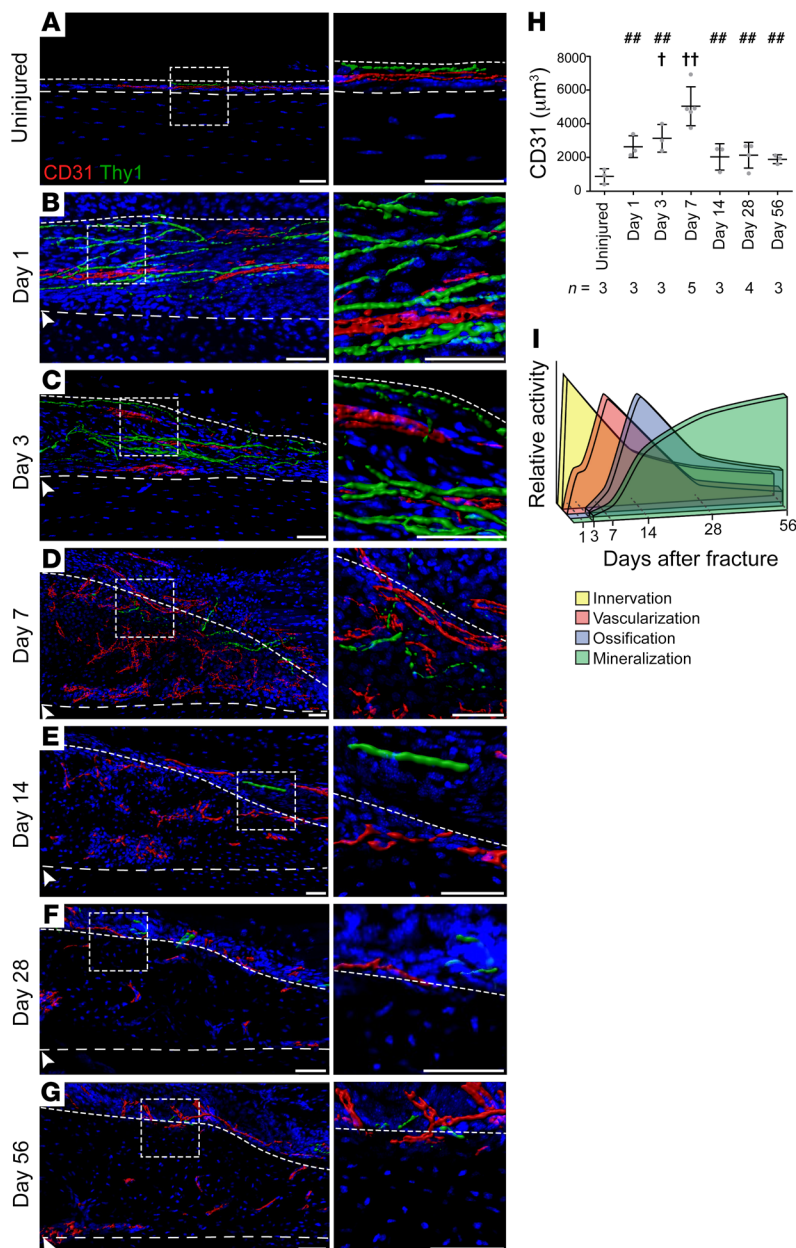 A
Uninjured
CD31 Thy1
B
Day 1
C
Day 3
D
Day 7
E
Day 14
F
Day 28
G
Day 56
H
## ## ## ## ##
† ††
CD31 (μm³)
8000
6000
4000
2000
0
Uninjured
Day 1
Day 3
Day 7
Day 14
Day 28
Day 56
n = 3 3 3 5 3 4 3
I
Relative activity
1 3 7 14 28 56
Days after fracture
Innervation
Vascularization
Ossification
Mineralization